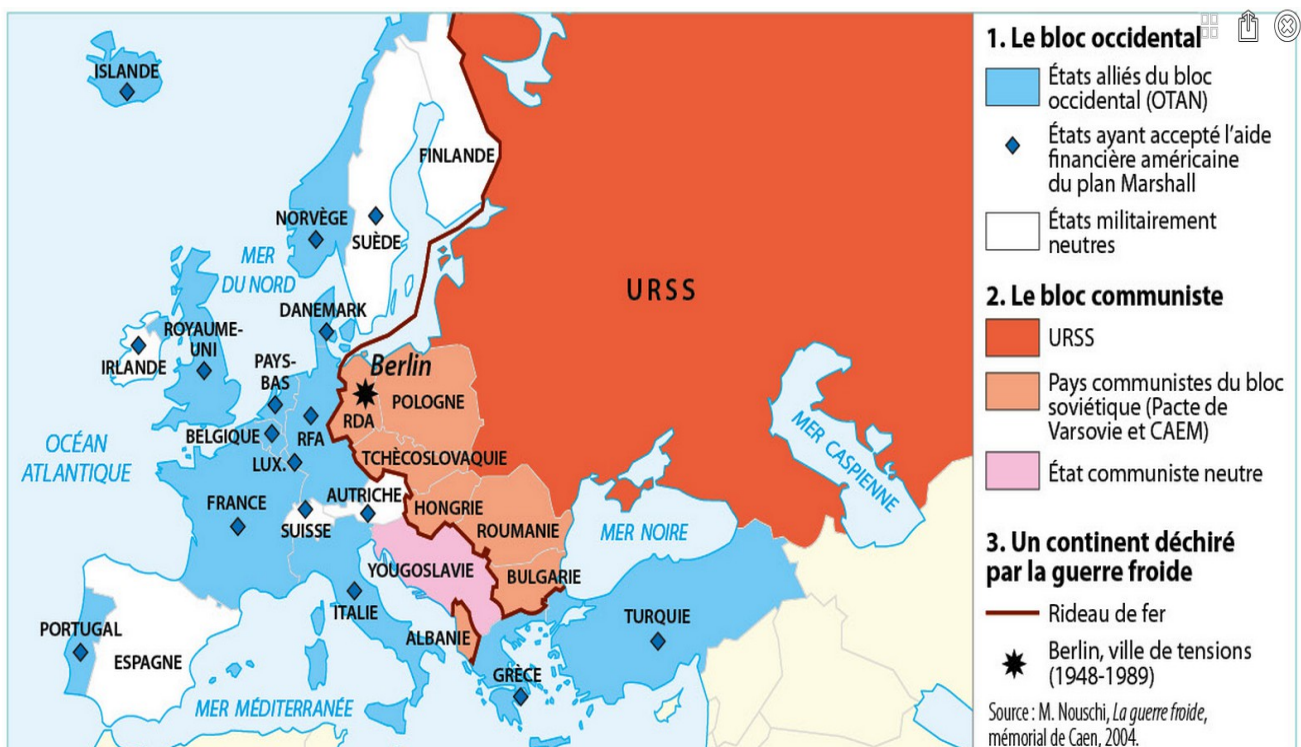 ISLANDE
FINLANDE
NORVÈGE
SUÈDE
MER
DU NORD
URSS
DANEMARK
ROYAUME-
UNI
IRLANDE
PAYS-
BAS
Berlin
RDA
POLOGNE
BELGIQUE
RFA
OCÉAN
ATLANTIQUE
LUX.
TCHÈCOSLOVAQUIE
MER CASPIENNE
FRANCE
AUTRICHE
HONGRIE
SUISSE
ROUMANIE
MER NOIRE
YOUGOSLAVIE
BULGARIE
ITALIE
TURQUIE
PORTUGAL
ALBANIE
ESPAGNE
GRÈCE
MER MÉDITERRANÉE
1. Le bloc occidental
États alliés du bloc
occidental (OTAN)
États ayant accepté l'aide
financière américaine
du plan Marshall
États militairement
neutres
2. Le bloc communiste
URSS
Pays communistes du bloc
soviétique (Pacte de
Varsovie et CAEM)
État communiste neutre
3. Un continent déchiré
par la guerre froide
Rideau de fer
Berlin, ville de tensions
(1948-1989)
Source : M. Nouschi, La guerre froide,
mémorial de Caen, 2004.